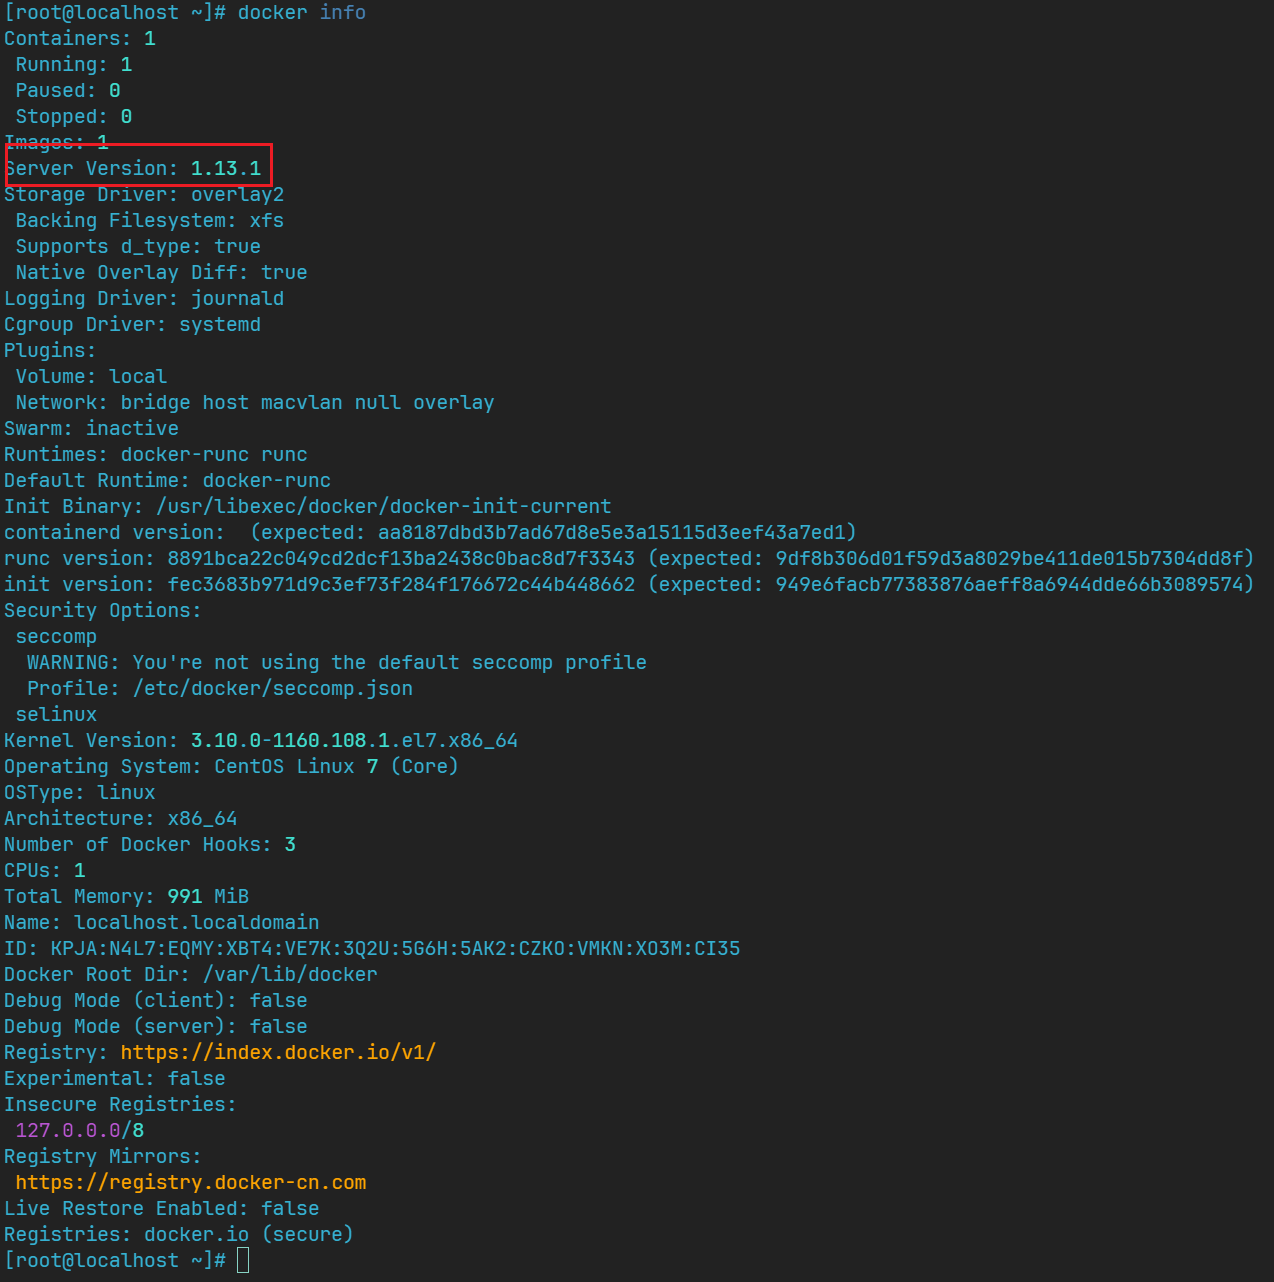 [root@localhost ~]# docker info
Containers: 1
 Running: 1
 Paused: 0
 Stopped: 0
Images: 1
Server Version: 1.13.1
Storage Driver: overlay2
 Backing Filesystem: xfs
 Supports d_type: true
 Native Overlay Diff: true
Logging Driver: journald
Cgroup Driver: systemd
Plugins:
 Volume: local
 Network: bridge host macvlan null overlay
Swarm: inactive
Runtimes: docker-runc runc
Default Runtime: docker-runc
Init Binary: /usr/libexec/docker/docker-init-current
containerd version:  (expected: aa8187dbd3b7ad67d8e5e3a15115d3eef43a7ed1)
runc version: 8891bca22c049cd2dcf13ba2438c0bac8d7f3343 (expected: 9df8b306d01f59d3a8029be411de015b7304dd8f)
init version: fec3683b971d9c3ef73f284f176672c44b448662 (expected: 949e6facb77383876aeff8a6944dde66b3089574)
Security Options:
 seccomp
  WARNING: You're not using the default seccomp profile
  Profile: /etc/docker/seccomp.json
 selinux
Kernel Version: 3.10.0-1160.108.1.el7.x86_64
Operating System: CentOS Linux 7 (Core)
OSType: linux
Architecture: x86_64
Number of Docker Hooks: 3
CPUs: 1
Total Memory: 991 MiB
Name: localhost.localdomain
ID: KPJA:N4L7:EQMY:XBT4:VE7K:3Q2U:5G6H:5AK2:CZKO:VMKN:XO3M:CI35
Docker Root Dir: /var/lib/docker
Debug Mode (client): false
Debug Mode (server): false
Registry: https://index.docker.io/v1/
Experimental: false
Insecure Registries:
 127.0.0.0/8
Registry Mirrors:
 https://registry.docker-cn.com
Live Restore Enabled: false
Registries: docker.io (secure)
[root@localhost ~]#